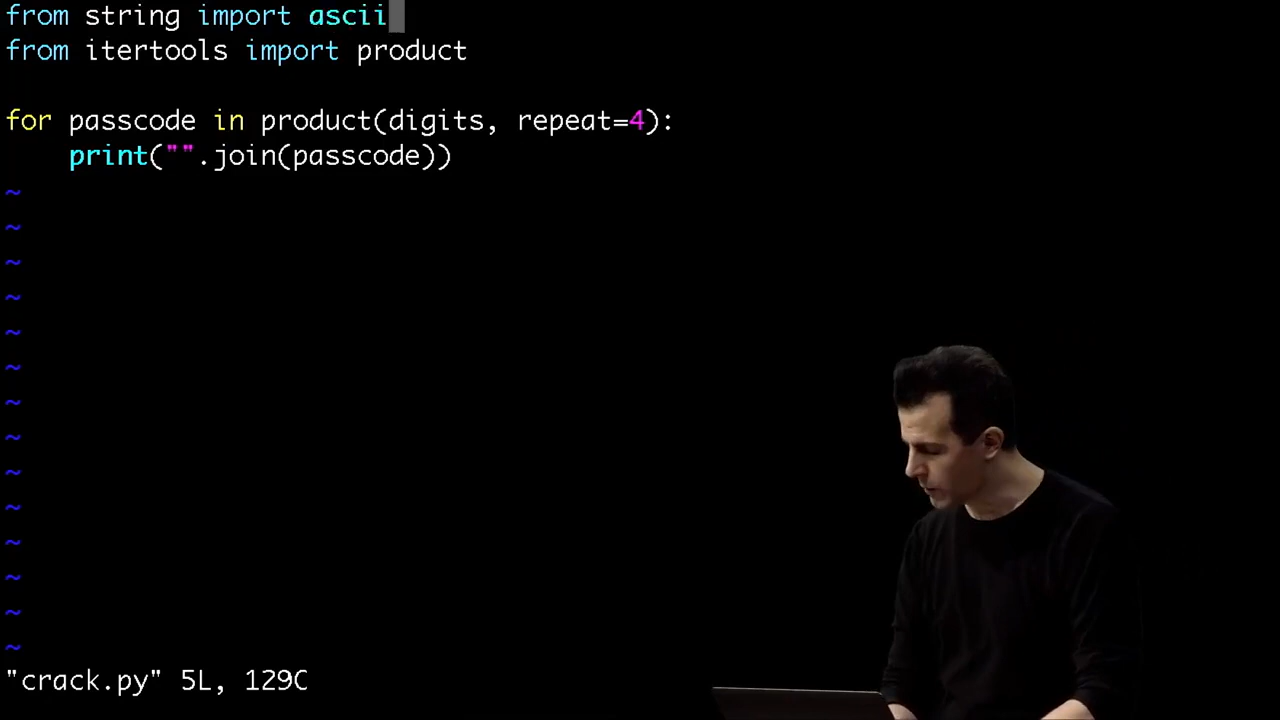 from string import ascii
from itertools import product
for passcode in product(digits, repeat=4):
    print("".join(passcode))
~
~
~
~
~
~
~
~
~
~
~
~
~
~
"crack.py" 5L, 129C